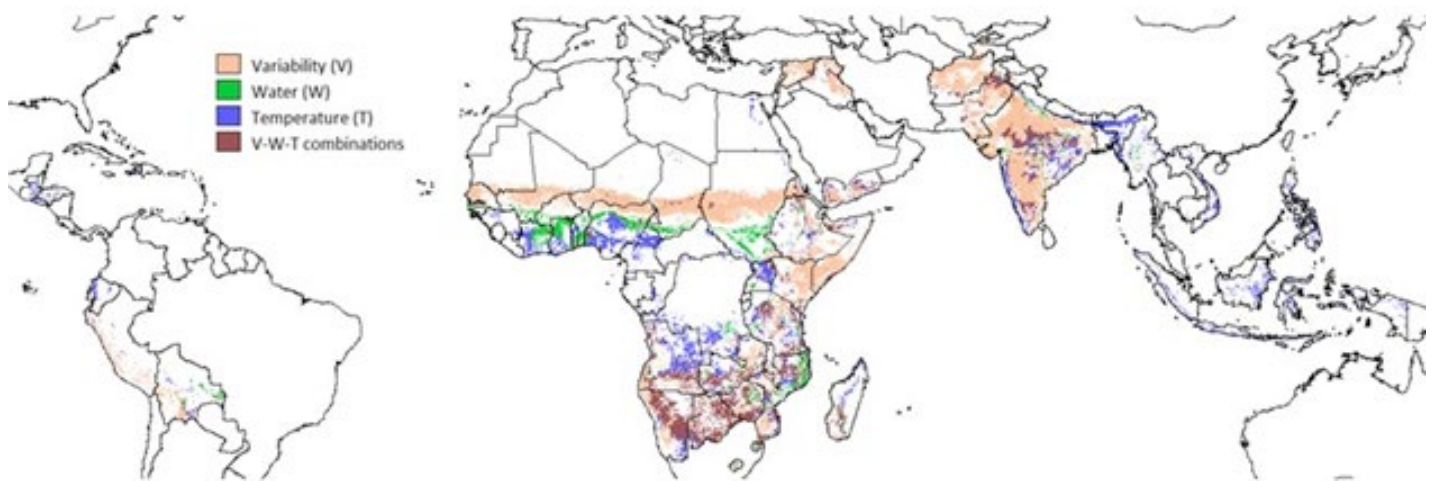 Variability (V)
Water (W)
Temperature (T)
V-W-T combinations